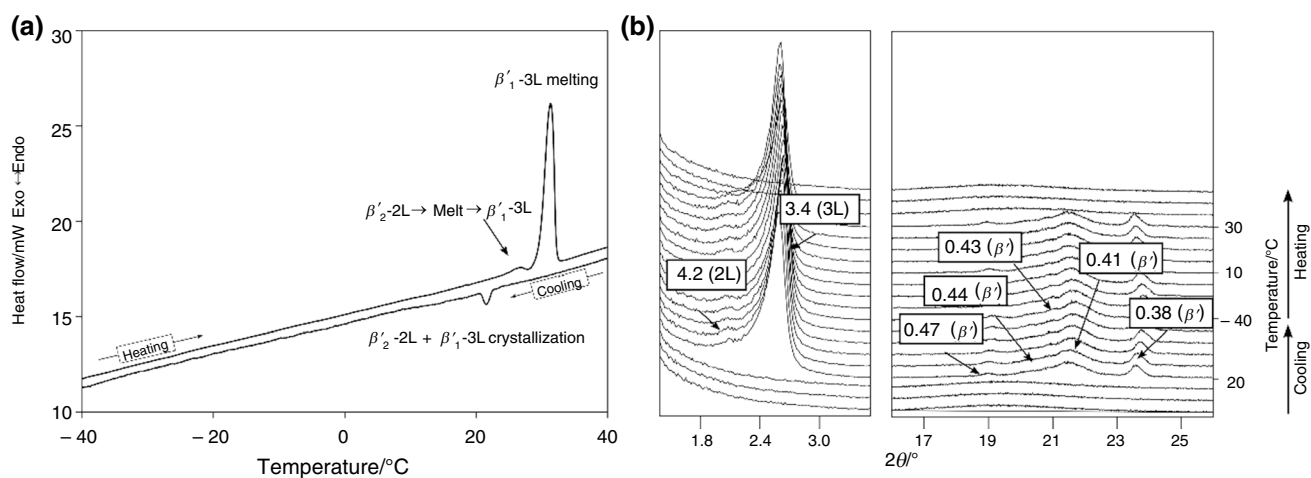 (a)
30
25
20
15
10
Heat flow/mW Exo ↔Endo
β′₁ -3L melting
β′₂-2L→ Melt → β′₁-3L
Cooling
Heating
β′₂ -2L + β′₁-3L crystallization
– 40
– 20
0
20
40
Temperature/°C
(b)
3.4 (3L)
4.2 (2L)
1.8
2.4
3.0
0.43 (β′)
0.41 (β′)
0.44 (β′)
0.38 (β′)
0.47 (β′)
30
10
– 40
20
Temperature/°C
Heating
Cooling
17
19
21
23
25
2θ/°